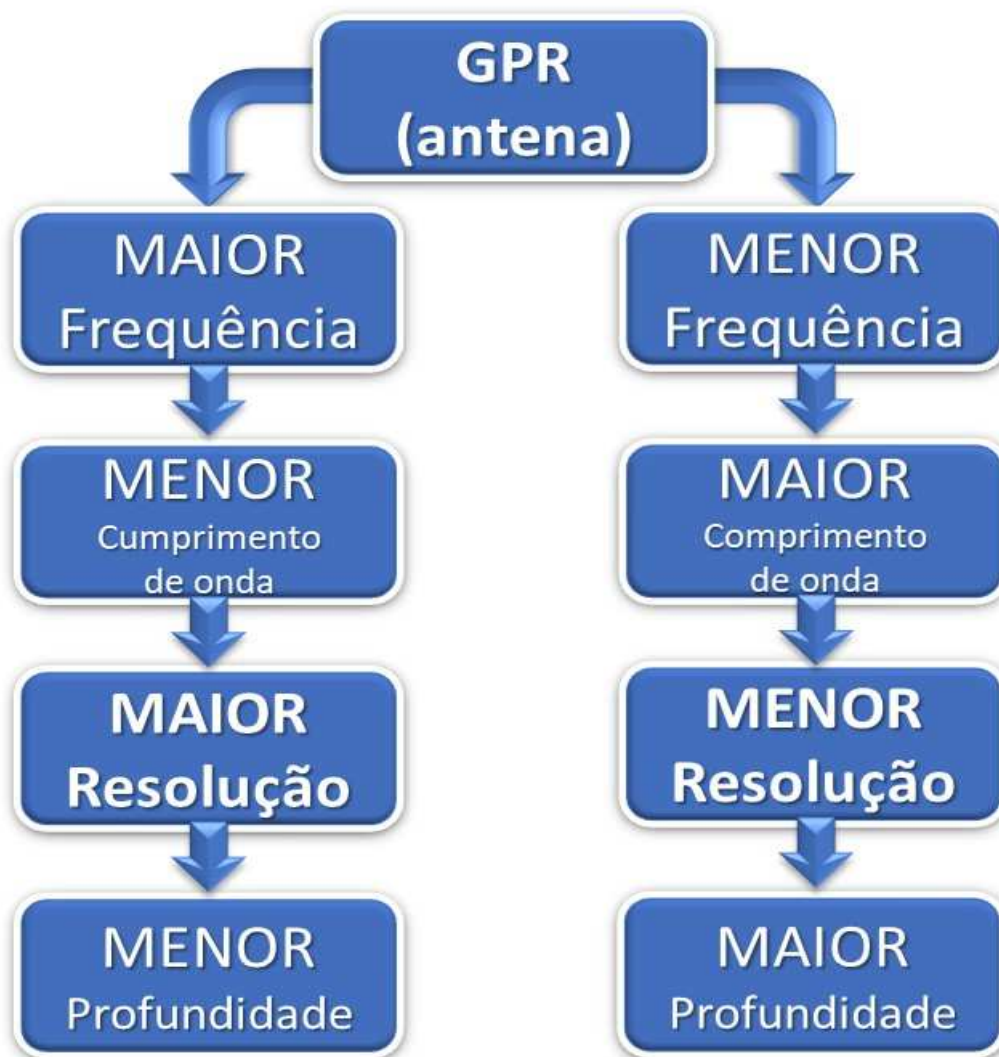 GPR
(antena)
MAIOR
Frequência
MENOR
Cumprimento
de onda
MAIOR
Resolução
MENOR
Profundidade
MENOR
Frequência
MAIOR
Comprimento
de onda
MENOR
Resolução
MAIOR
Profundidade